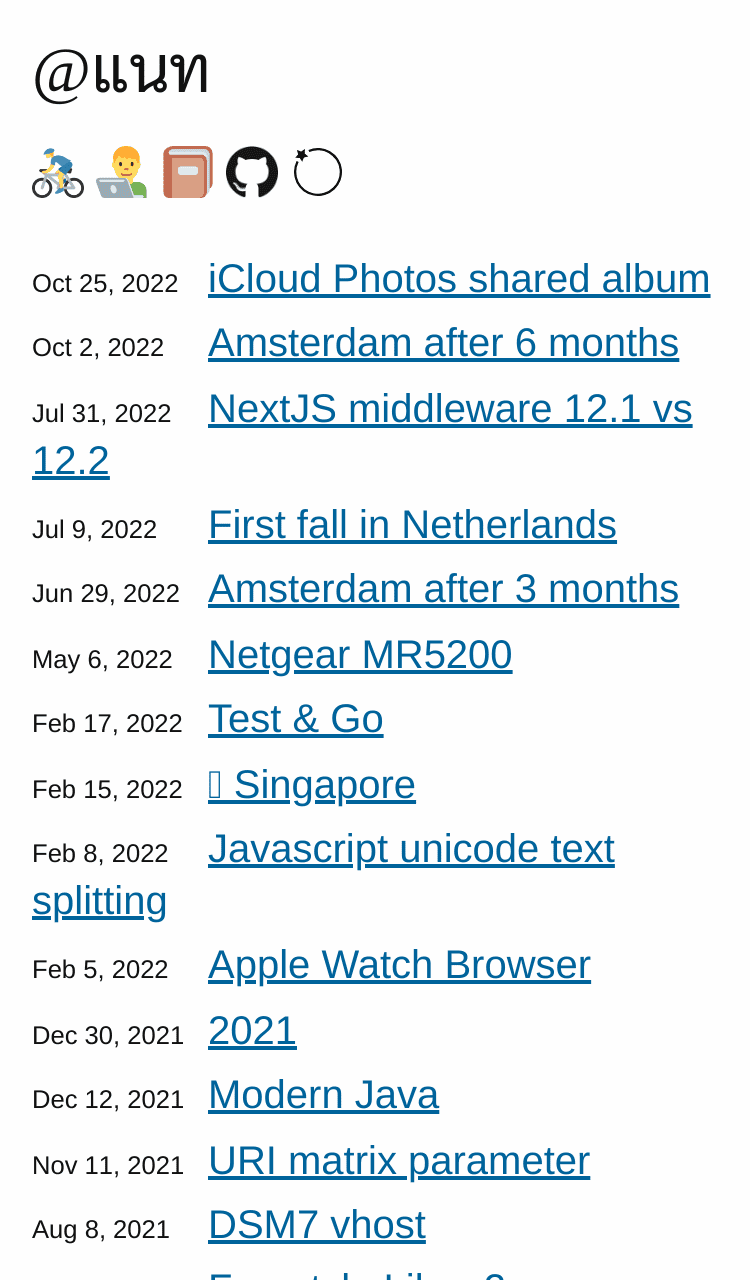 @แนท
Oct 25, 2022 iCloud Photos shared album
Oct 2, 2022 Amsterdam after 6 months
Jul 31, 2022 NextJS middleware 12.1 vs
12.2
Jul 9, 2022 First fall in Netherlands
Jun 29, 2022 Amsterdam after 3 months
May 6, 2022 Netgear MR5200
Feb 17, 2022 Test & Go
Feb 15, 2022 Singapore
Feb 8, 2022 Javascript unicode text
splitting
Feb 5, 2022 Apple Watch Browser
Dec 30, 2021 2021
Dec 12, 2021 Modern Java
Nov 11, 2021 URI matrix parameter
Aug 8, 2021 DSM7 vhost